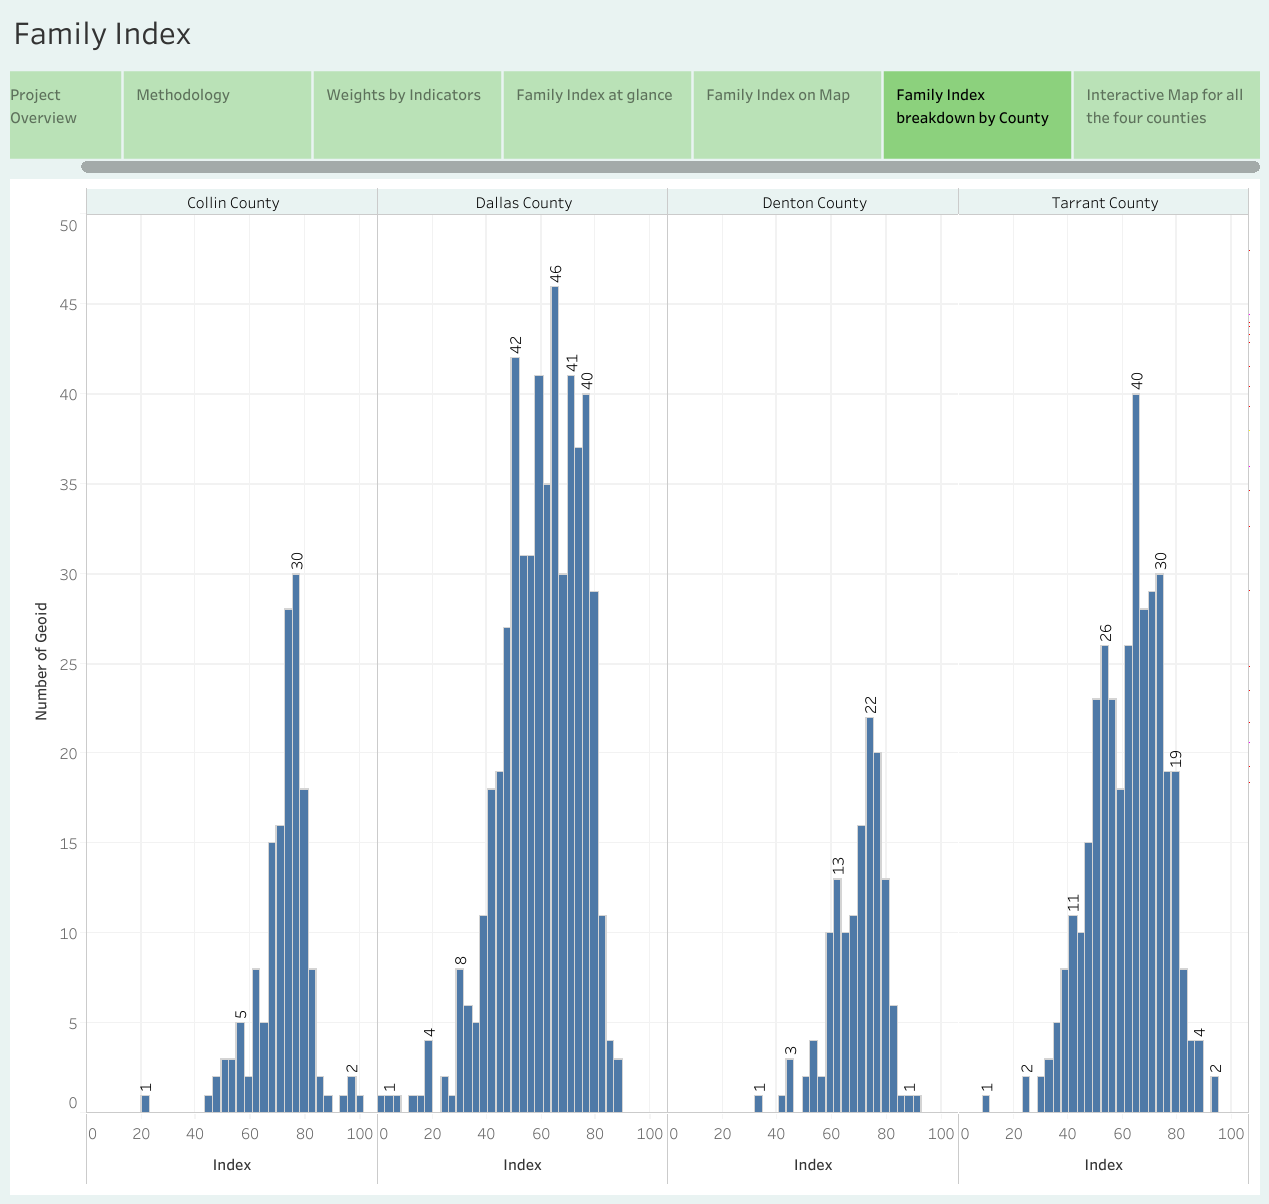 Family Index
Project
Overview
Methodology
Weights by Indicators
Family Index at glance
Family Index on Map
Family Index
breakdown by County
Interactive Map for all
the four counties
Collin County
Dallas County
Denton County
Tarrant County
50
45
40
35
30
25
20
15
10
5
0
Number of Geoid
1
5
30
2
1
4
8
42
46
41
40
1
3
13
22
1
1
2
11
26
40
30
19
4
2
0 20 40 60 80 100
0 20 40 60 80 100
0 20 40 60 80 100
0 20 40 60 80 100
Index
Index
Index
Index